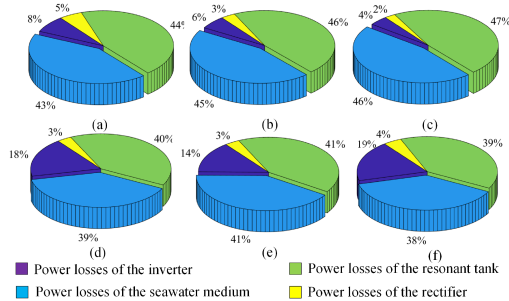 5%
8%
44%
43%
(a)
3%
6%
46%
45%
(b)
2%
4%
47%
46%
(c)
3%
18%
40%
39%
(d)
3%
14%
41%
41%
(e)
4%
19%
39%
38%
(f)
Power losses of the inverter
Power losses of the resonant tank
Power losses of the seawater medium
Power losses of the rectifier